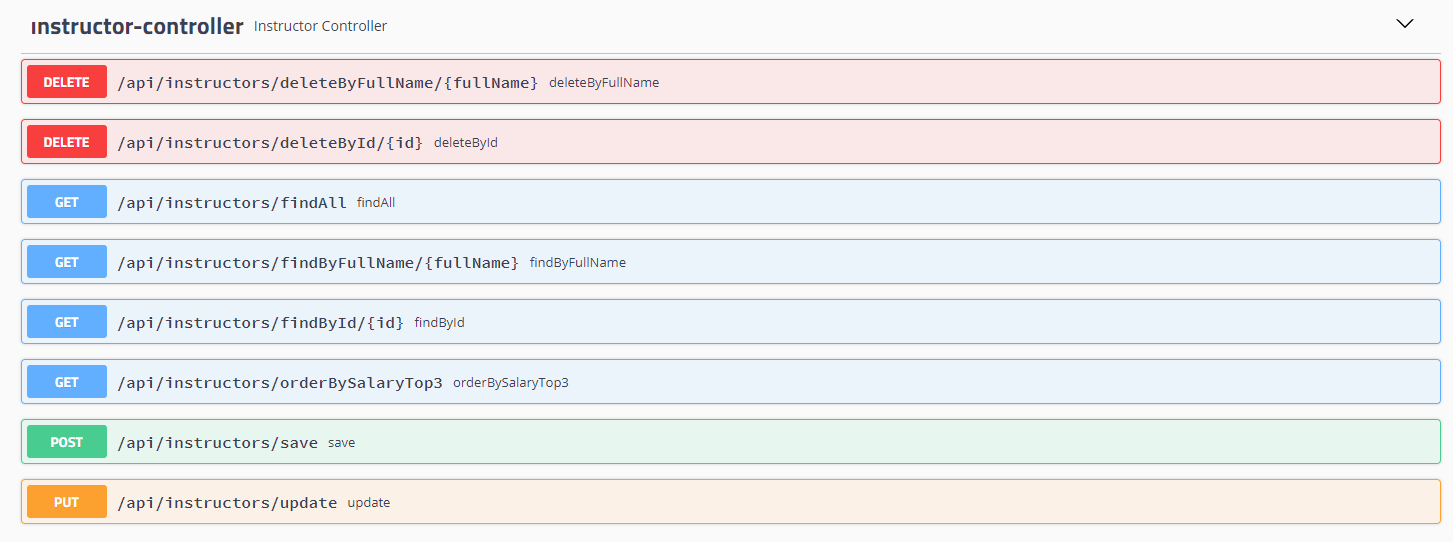 instructor-controller Instructor Controller
DELETE /api/instructors/deleteByFullName/{fullName} deleteByFullName
DELETE /api/instructors/deleteById/{id} deleteById
GET /api/instructors/findAll findAll
GET /api/instructors/findByFullName/{fullName} findByFullName
GET /api/instructors/findById/{id} findById
GET /api/instructors/orderBySalaryTop3 orderBySalaryTop3
POST /api/instructors/save save
PUT /api/instructors/update update